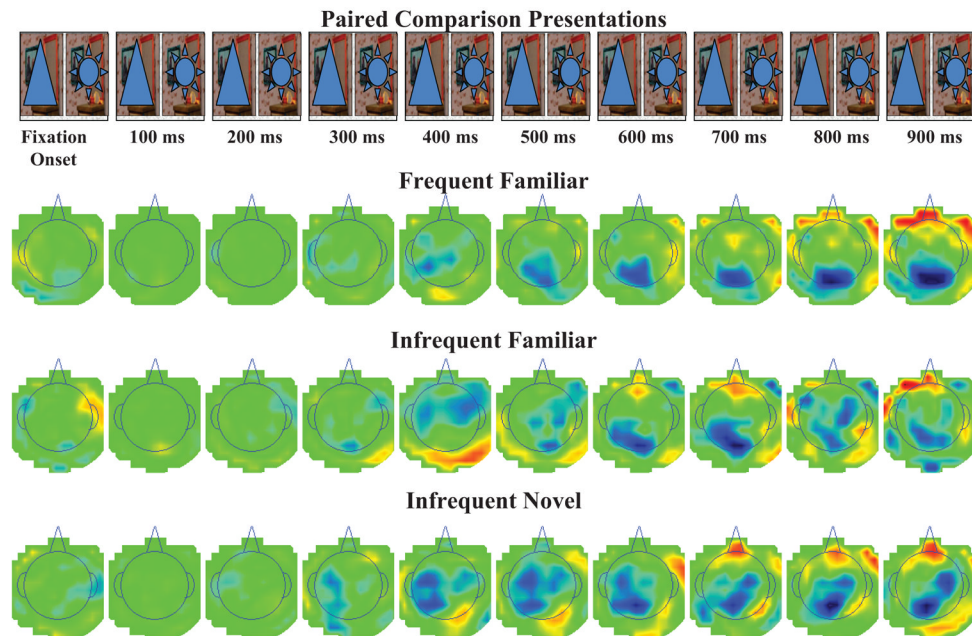 Paired Comparison Presentations
Fixation Onset 100 ms 200 ms 300 ms 400 ms 500 ms 600 ms 700 ms 800 ms 900 ms
Frequent Familiar
Infrequent Familiar
Infrequent Novel